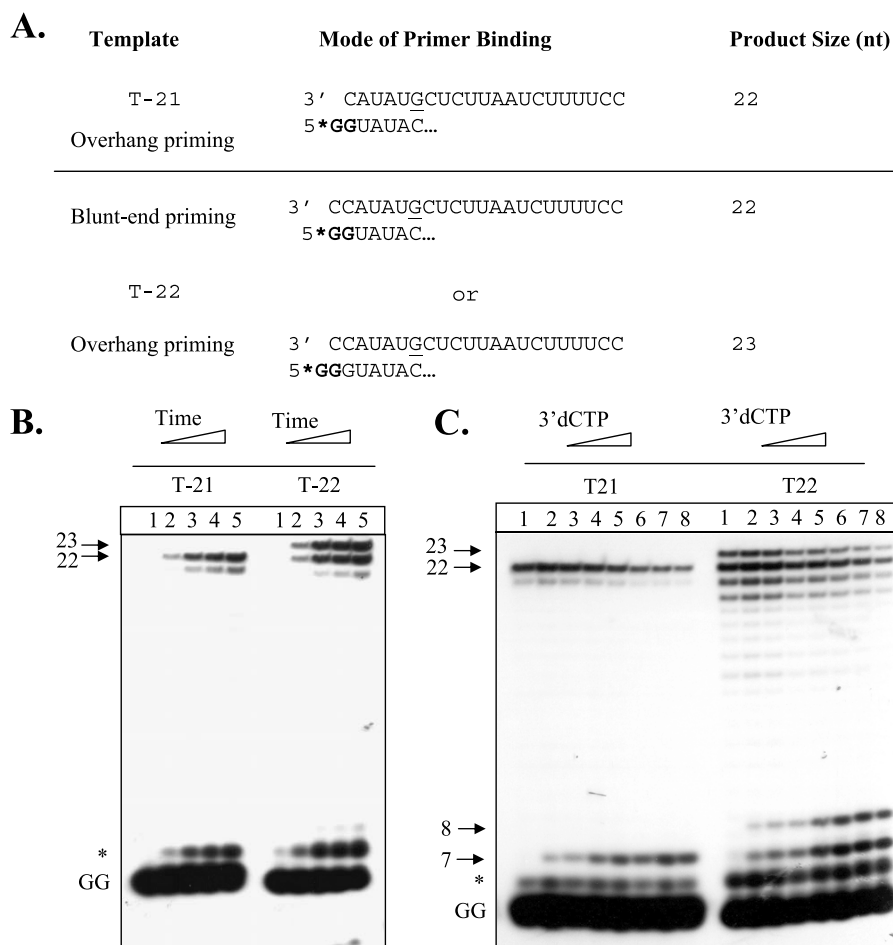 A.
Template Mode of Primer Binding Product Size (nt)
T-21 3' CAUAUGCUCUUAAUCUUUUCC 22
Overhang priming 5*GGUAUAC...
Blunt-end priming 3' CCAUAUGCUCUUAAUCUUUUCC 22
5*GGUAUAC...
T-22 or
Overhang priming 3' CCAUAUGCUCUUAAUCUUUUCC 23
5*GGGUAUAC...
B.
Time Time
T-21 T-22
1 2 3 4 5 1 2 3 4 5
23
22
*
GG
C.
3'dCTP 3'dCTP
T21 T22
1 2 3 4 5 6 7 8 1 2 3 4 5 6 7 8
23
22
8
7
*
GG